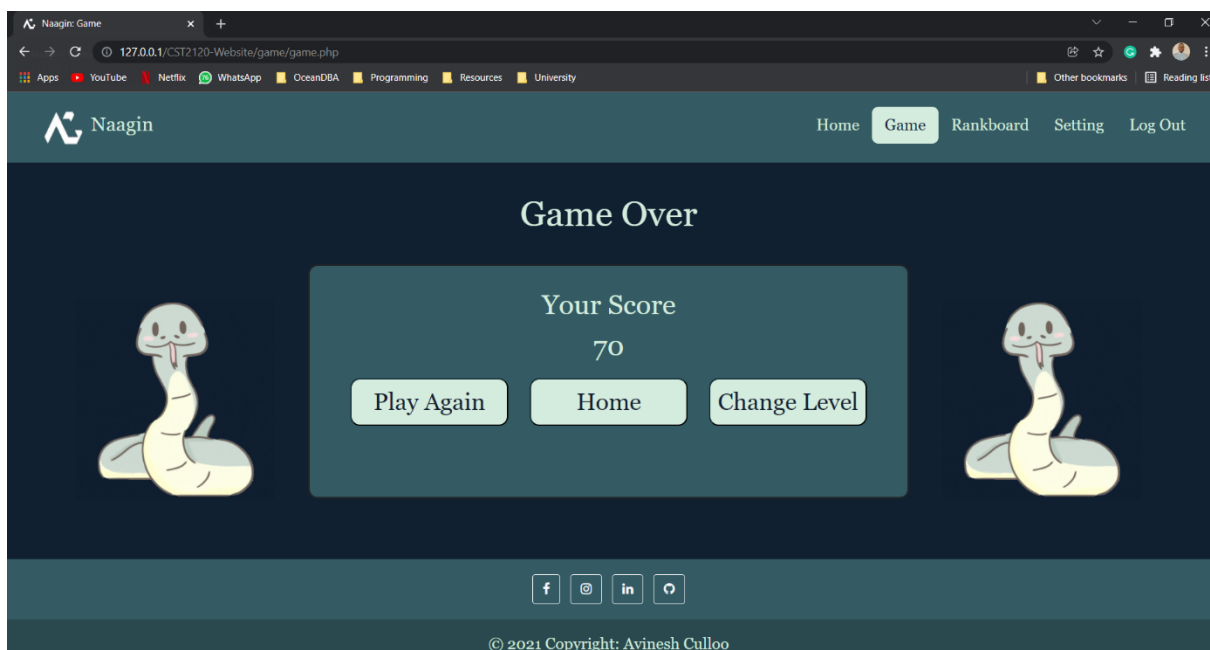 Naagin: Game
127.0.0.1/CST2120-Website/game/game.php
Apps YouTube Netflix WhatsApp OceanDBA Programming Resources University Other bookmarks Reading list
Naagin Home Game Rankboard Setting Log Out
Game Over
Your Score
70
Play Again Home Change Level
© 2021 Copyright: Avinesh Culloo